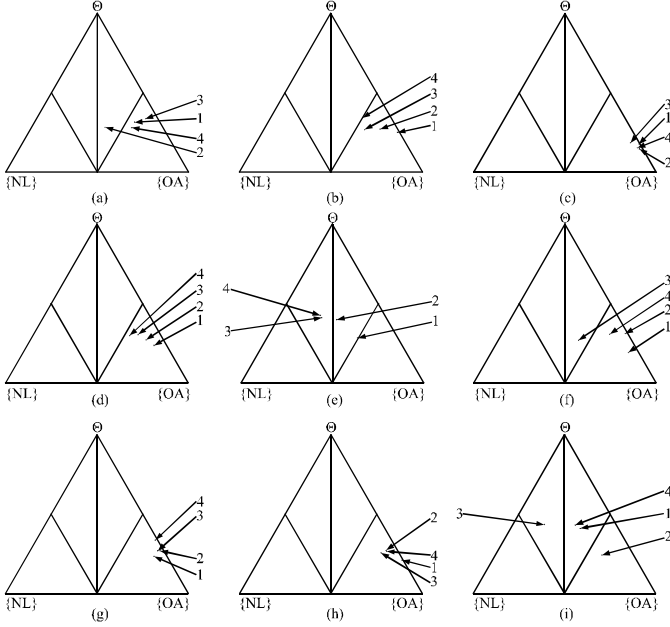 Θ Θ Θ
3 4 3
1 3 1
4 2 4
2 1 2
{NL} {OA} {NL} {OA} {NL} {OA}
(a) (b) (c)
Θ Θ Θ
4 4 3
3 2 4
2 3 2
1 1 1
{NL} {OA} {NL} {OA} {NL} {OA}
(d) (e) (f)
Θ Θ Θ
4 2 3 4
3 4 1
2 1 2
1 3
{NL} {OA} {NL} {OA} {NL} {OA}
(g) (h) (i)